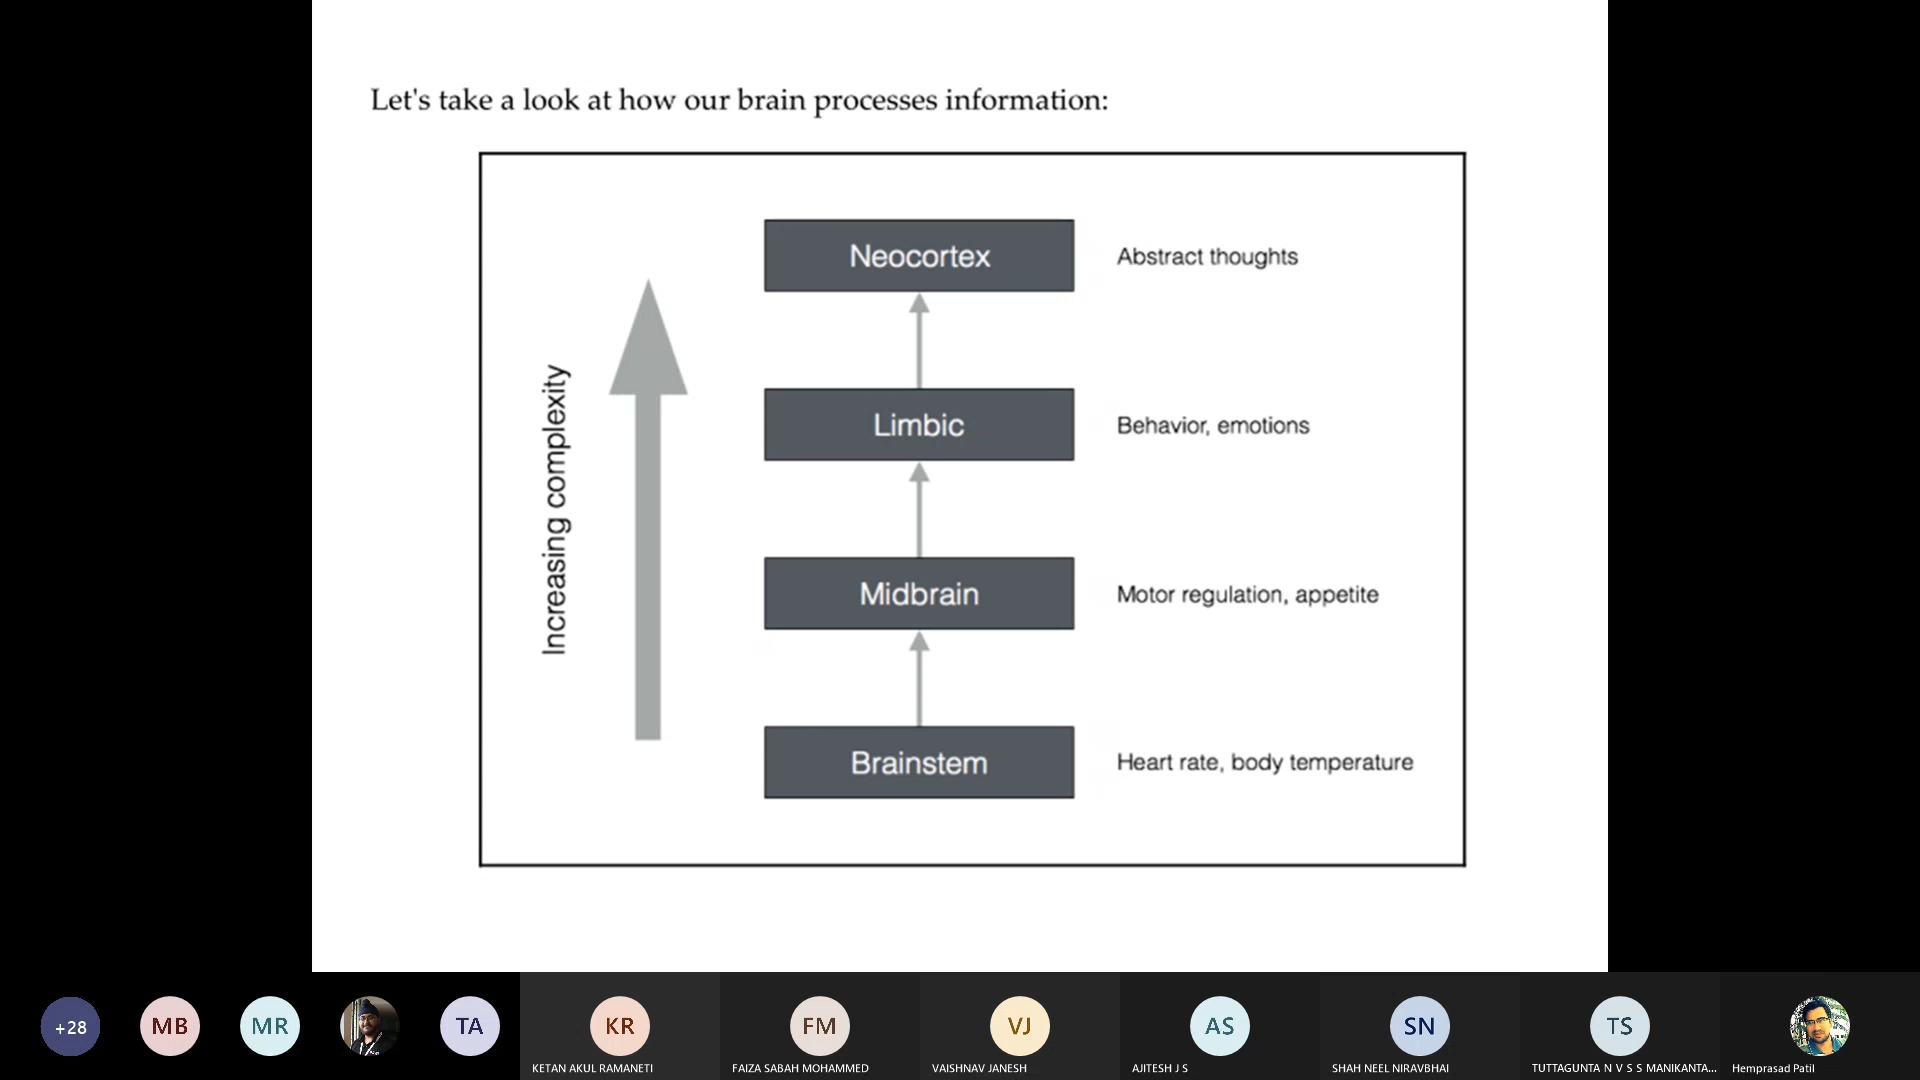 Let's take a look at how our brain processes information:
Increasing complexity
Neocortex
Abstract thoughts
Limbic
Behavior, emotions
Midbrain
Motor regulation, appetite
Brainstem
Heart rate, body temperature
+28
MB
MR
TA
KR
KETAN AKUL RAMANETI
FM
FAIZA SABAH MOHAMMED
VJ
VAISHNAV JANESH
AS
AJITESH J S
SN
SHAH NEEL NIRAVBHAI
TS
TUTTAGUNTA N V S S MANIKANTA...
Hemprasad Patil